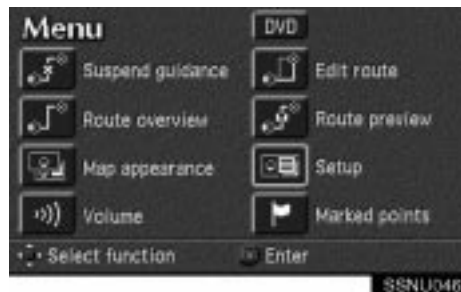 Menu DVD
Suspend guidance Edit route
Route overview Route preview
Map appearance Setup
Volume Marked points
Select function Enter
SSNU046